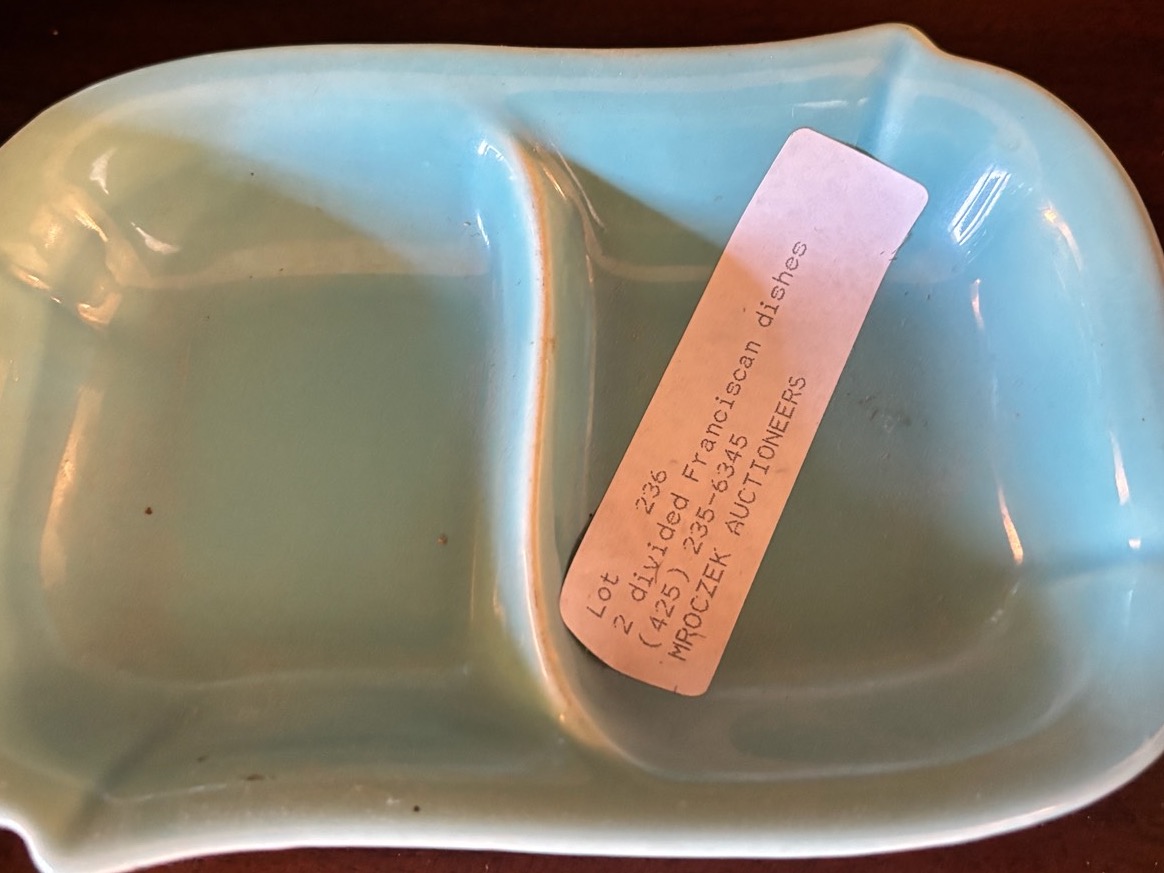 Lot 236
2 divided Franciscan dishes
(425) 235-6345
MROCZEK AUCTIONEERS